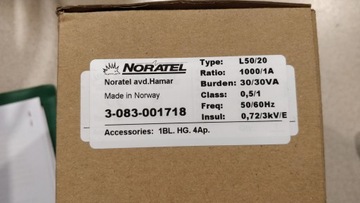 NORATEL
Noratel avd.Hamar
Made in Norway
3-083-001718
Type: L50/20
Ratio: 1000/1A
Burden: 30/30VA
Class: 0,5/1
Freq: 50/60Hz
Insul: 0,72/3kV/E
Accessories: 1BL. HG. 4Ap.